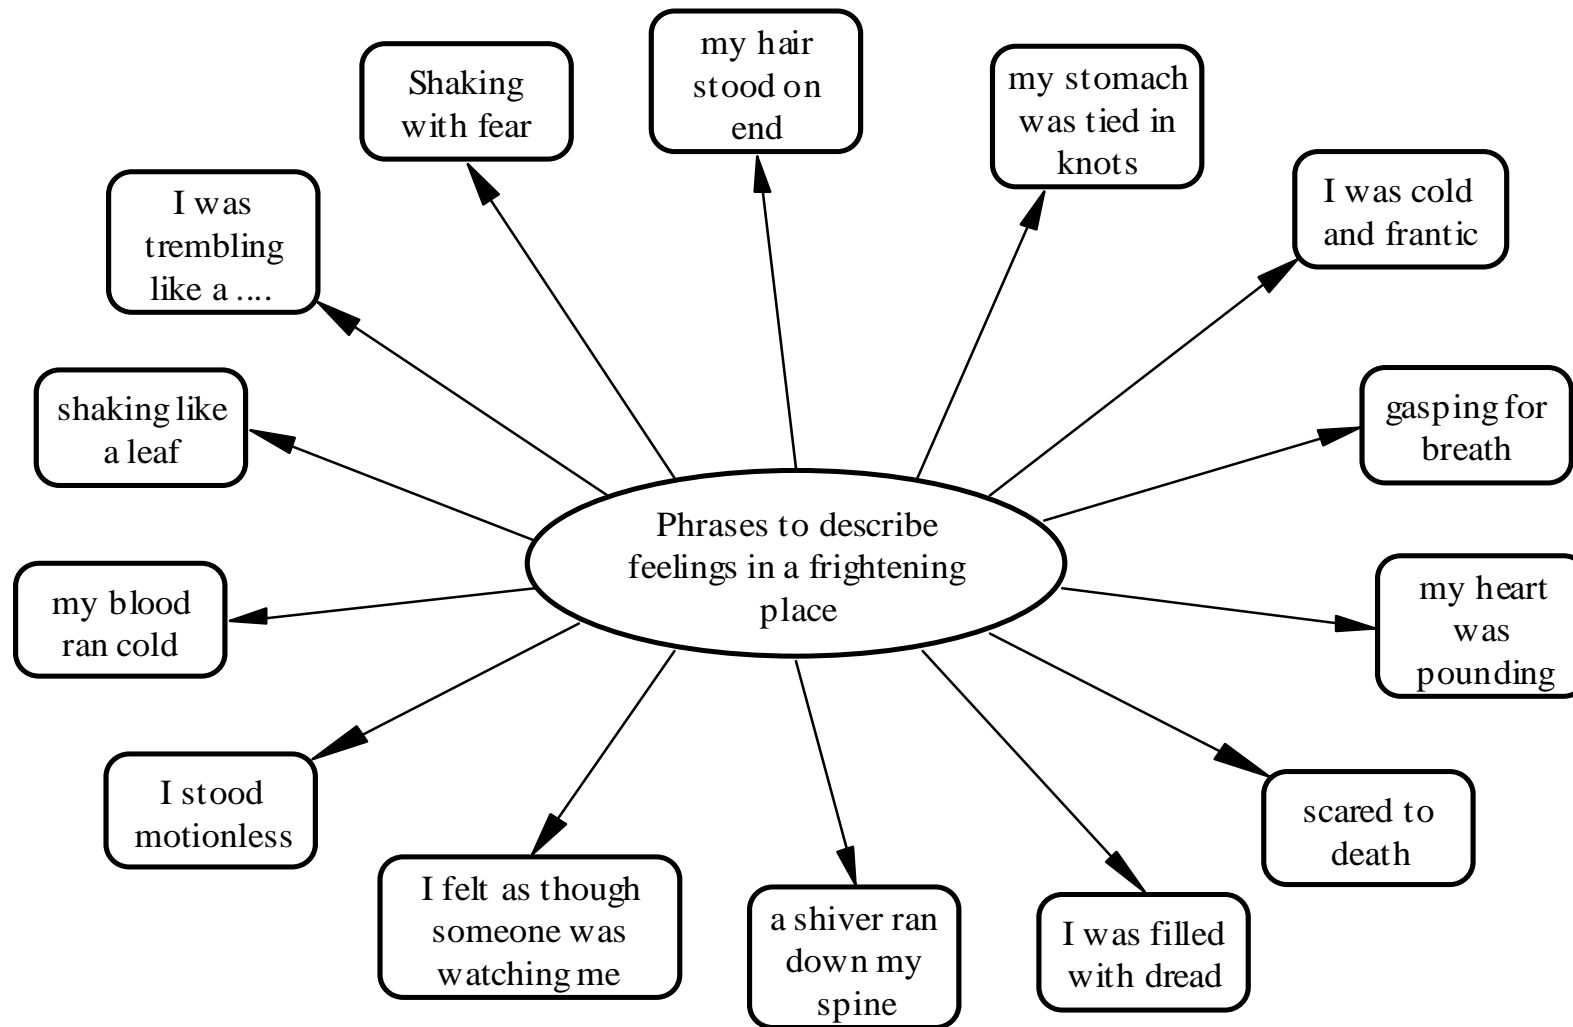 Phrases to describe
feelings in a frightening
place
my hair
stood on
end
my stomach
was tied in
knots
I was cold
and frantic
gasping for
breath
my heart
was
pounding
scared to
death
I was filled
with dread
a shiver ran
down my
spine
I felt as though
someone was
watching me
I stood
motionless
my blood
ran cold
shaking like
a leaf
I was
trembling
like a ....
Shaking
with fear